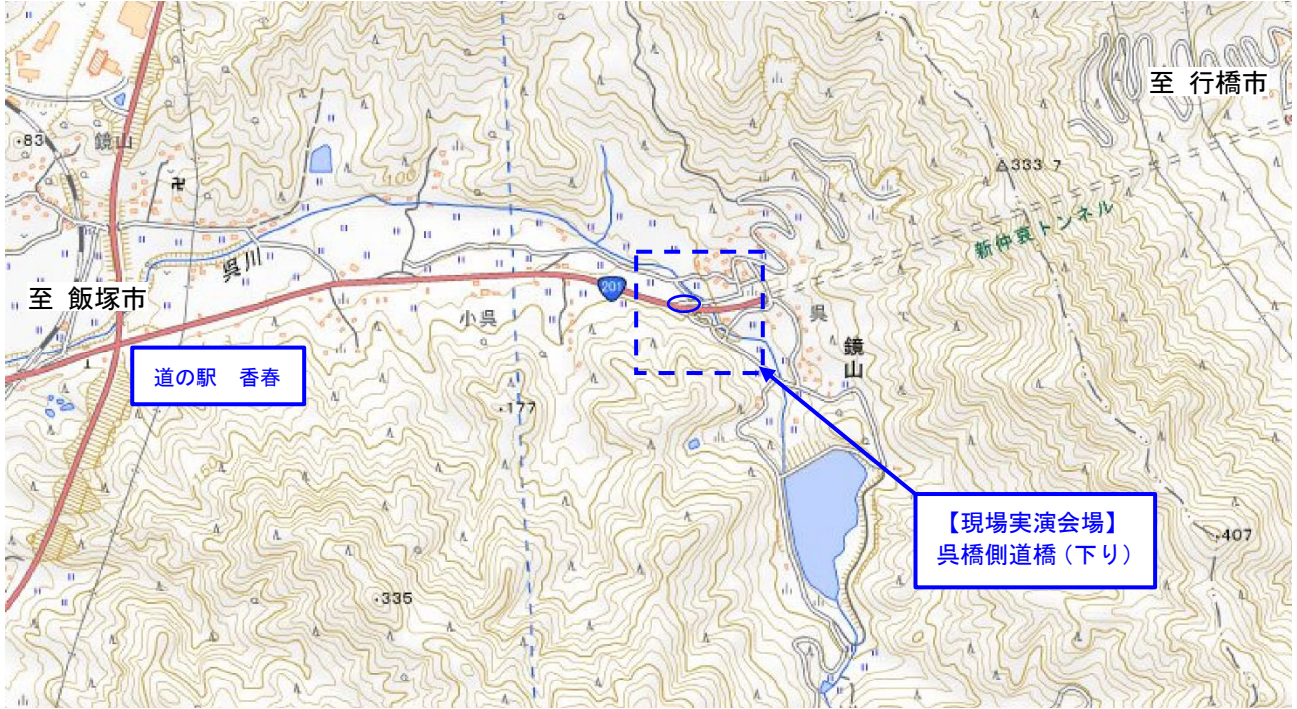 至 行橋市
・83
鏡山
100
△333.7
新仲哀トンネル
呉川
至 飯塚市
201
小呉
呉
鏡山
道の駅 香春
・177
150
【現場実演会場】
呉橋側道橋(下り)
・407
・335